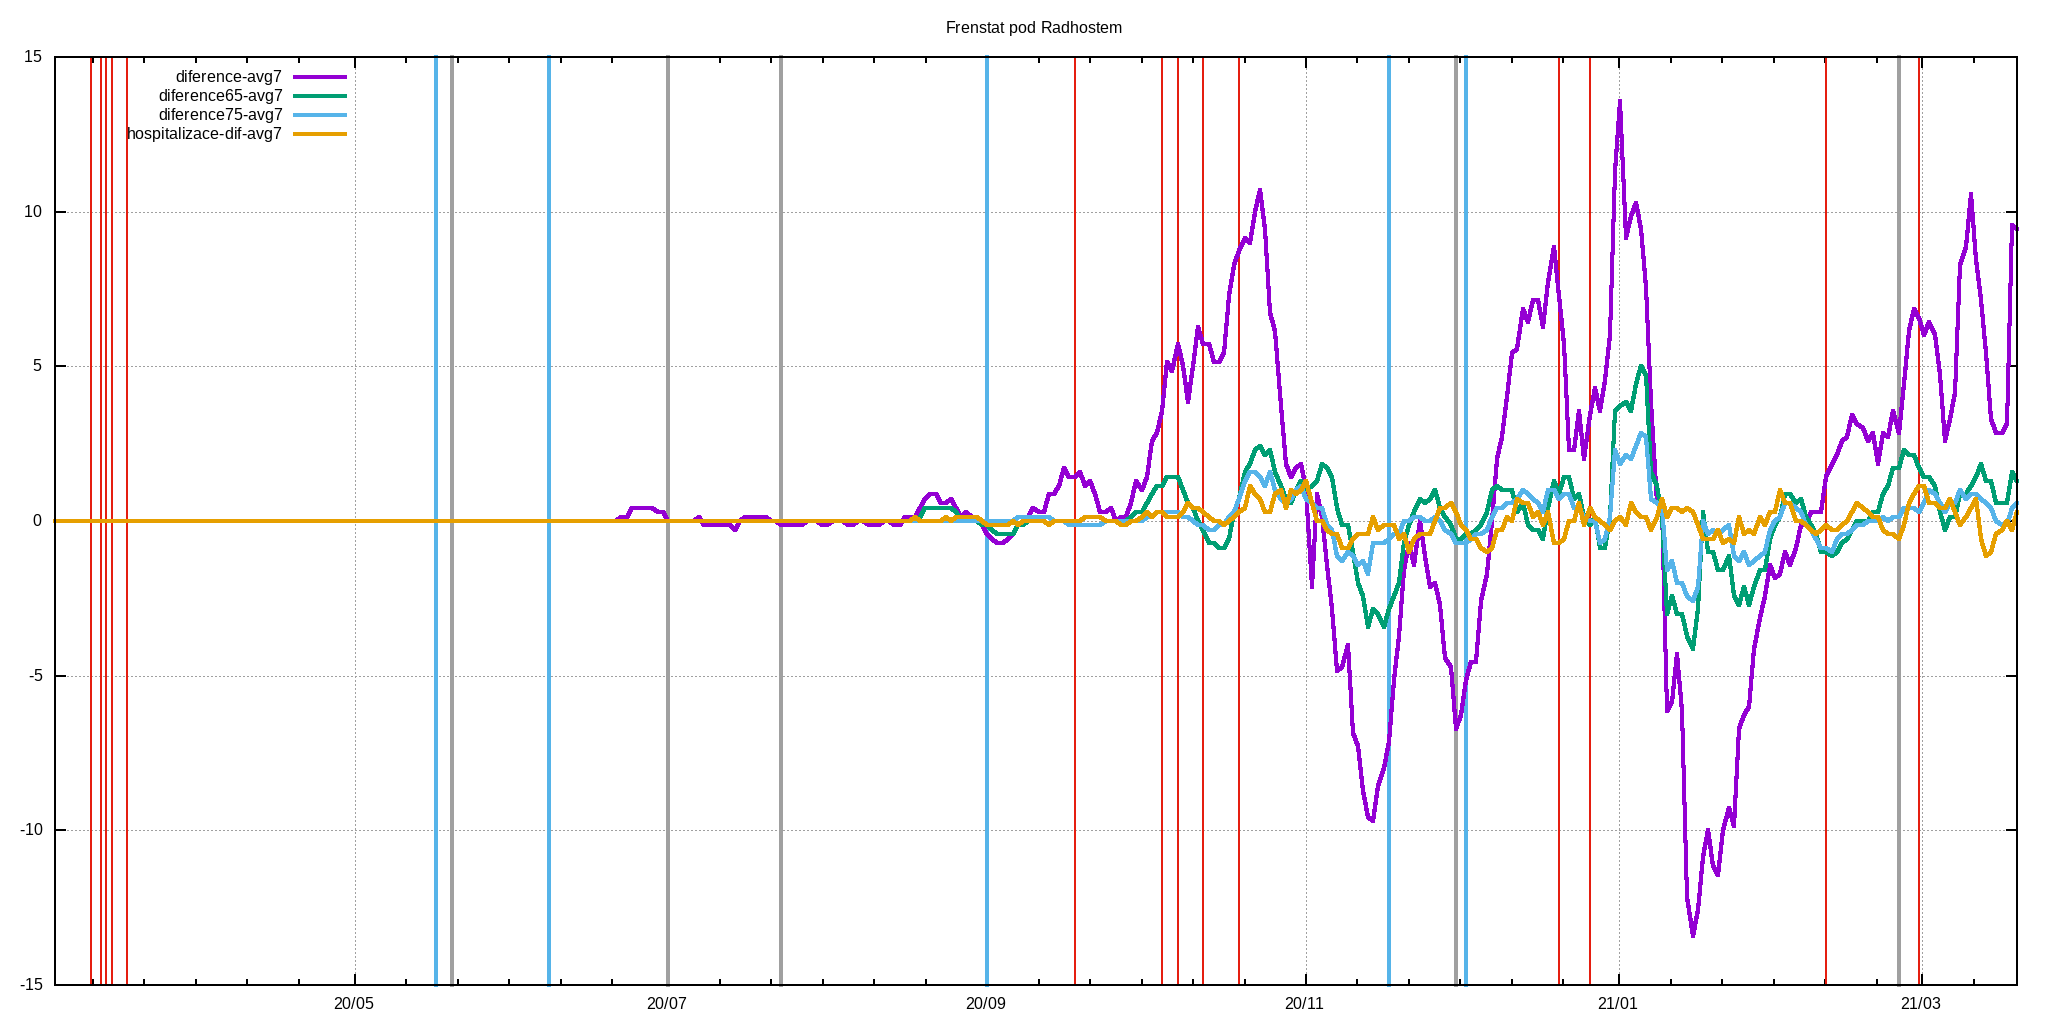 Frenstat pod Radhostem
15
diference-avg7
diference65-avg7
diference75-avg7
hospitalizace-dif-avg7
10
5
0
-5
-10
-15
20/05 20/07 20/09 20/11 21/01 21/03